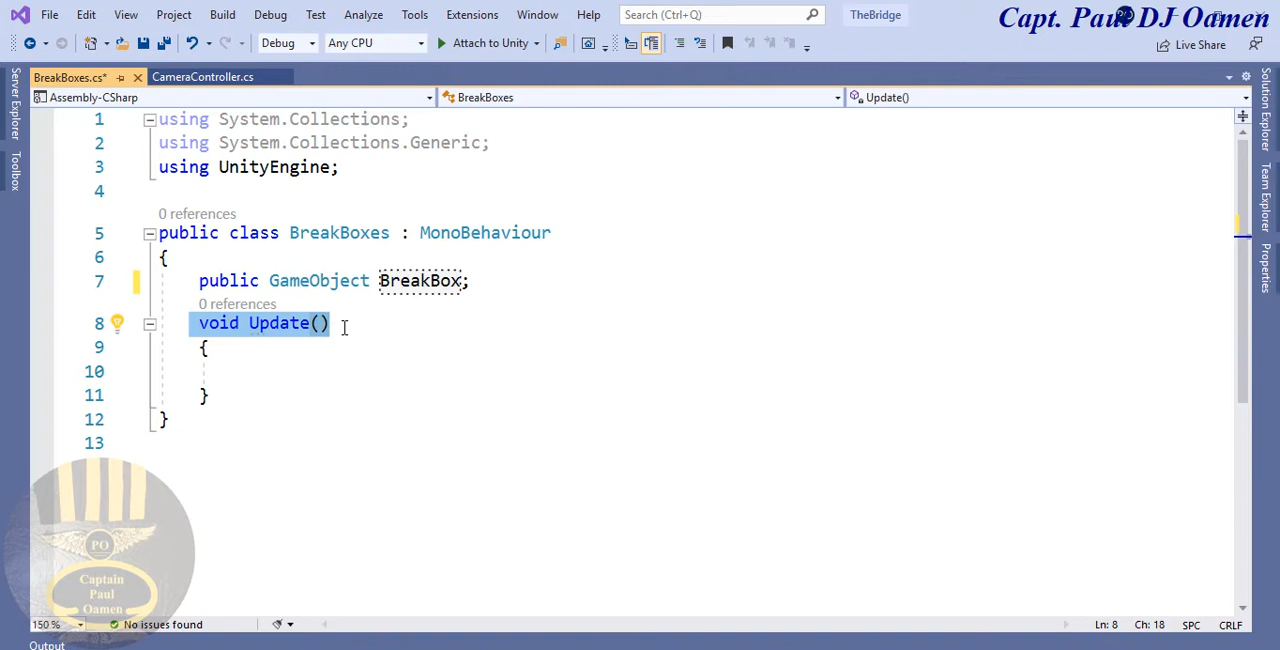 File Edit View Project Build Debug Test Analyze Tools Extensions Window Help Search (Ctrl+Q) TheBridge
Capt. Paul DJ Oamen
Debug Any CPU Attach to Unity Live Share
BreakBoxes.cs* CameraController.cs
Assembly-CSharp BreakBoxes Update()
Server Explorer
Toolbox
Solution Explorer
Team Explorer
Properties
1 using System.Collections;
2 using System.Collections.Generic;
3 using UnityEngine;
4
0 references
5 public class BreakBoxes : MonoBehaviour
6 {
7 public GameObject BreakBox;
0 references
8 void Update()
9 {
10
11 }
12 }
13
PO
Captain
Paul
Oamen
150 % No issues found Ln: 8 Ch: 18 SPC CRLF
Output